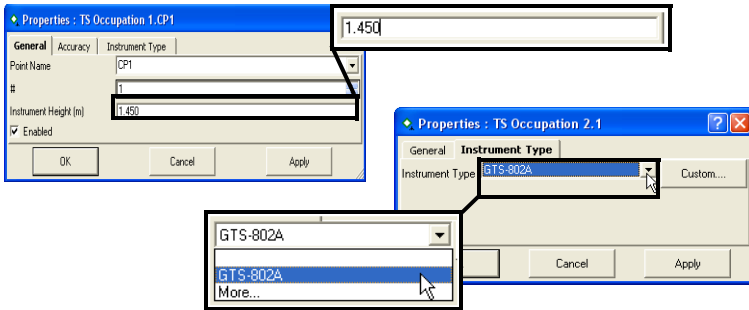 Properties : TS Occupation 1.CP1
General Accuracy Instrument Type
Point Name CP1
# 1
Instrument Height (m) 1.450
Enabled
OK Cancel Apply
1.450
Properties : TS Occupation 2.1
General Instrument Type
Instrument Type GTS-802A Custom....
Cancel Apply
GTS-802A
GTS-802A
More...